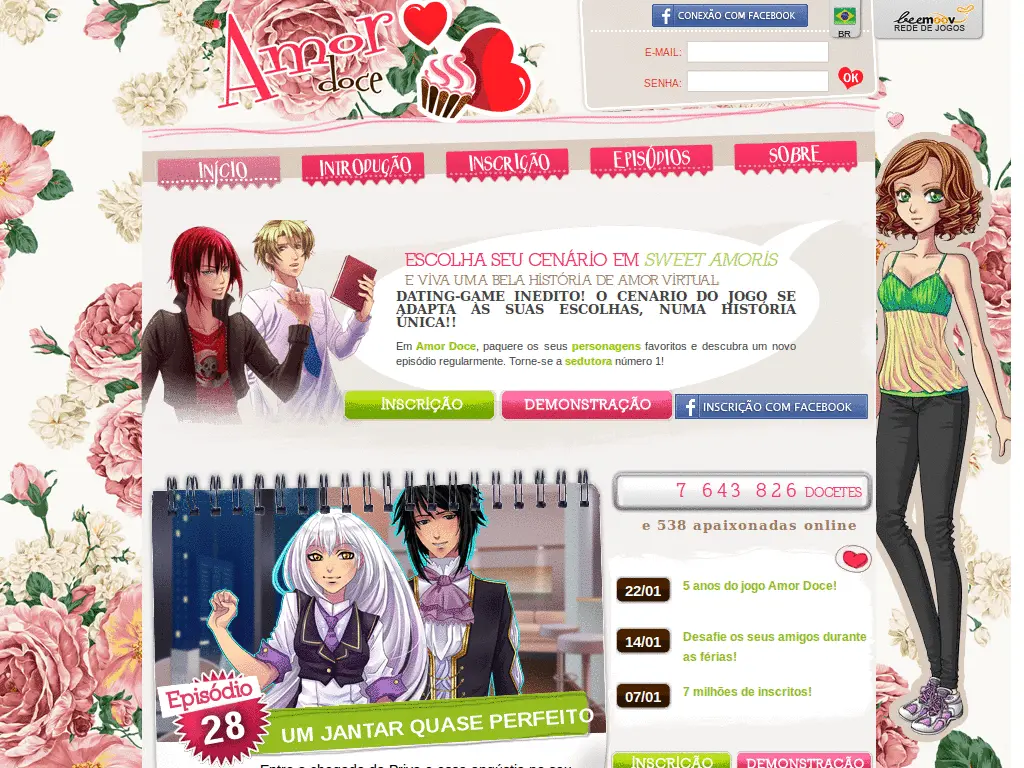 Amor doce
CONEXÃO COM FACEBOOK
BR
beemoov
REDE DE JOGOS
E-MAIL:
SENHA:
OK
INÍCIO
INTRODUÇÃO
INSCRIÇÃO
EPISÓDIOS
SOBRE
ESCOLHA SEU CENÁRIO EM SWEET AMORIS
E VIVA UMA BELA HISTÓRIA DE AMOR VIRTUAL
DATING-GAME INEDITO! O CENARIO DO JOGO SE
ADAPTA AS SUAS ESCOLHAS, NUMA HISTÓRIA
ÚNICA!!
Em Amor Doce, paquere os seus personagens favoritos e descubra um novo
episódio regularmente. Torne-se a sedutora número 1!
INSCRIÇÃO
DEMONSTRAÇÃO
INSCRIÇÃO COM FACEBOOK
7 643 826 DOCETES
e 538 apaixonadas online
22/01
5 anos do jogo Amor Doce!
14/01
Desafie os seus amigos durante
as férias!
07/01
7 milhões de inscritos!
Episódio
28
UM JANTAR QUASE PERFEITO
INSCRIÇÃO
DEMONSTRAÇÃO